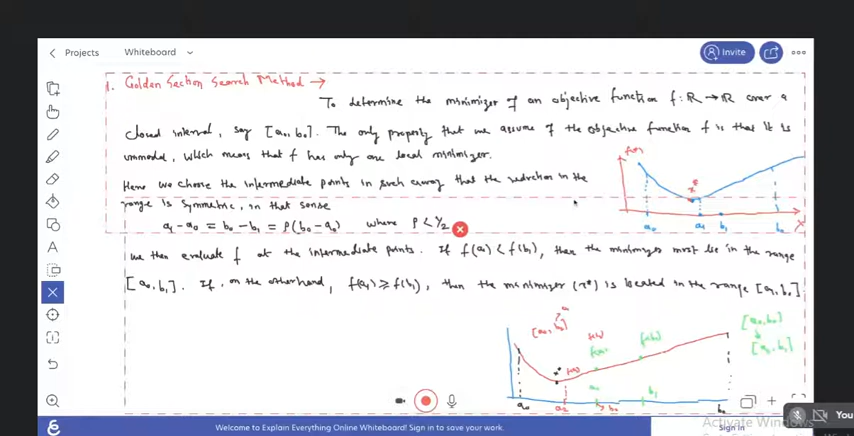 Projects
Whiteboard
Invite
1. Golden Section Search Method →
To determine the minimizer of an objective function f: R → R over a
closed interval, say [a₀, b₀]. The only property that we assume of the objective function f is that it is
unimodal, which means that f has only one local minimizer.
Here we choose the intermediate points in such a way that the reduction in the
range is symmetric, in that sense
a₁ - a₀ = b₀ - b₁ = ρ(b₀ - a₀) where ρ < 1/2
We then evaluate f at the intermediate points. If f(a₁) < f(b₁), then the minimizer must lie in the range
[a₀, b₁]. If, on the otherhand, f(a₁) ≥ f(b₁), then the minimizer (x*) is located in the range [a₁, b₀]
f(x)
x*
a₀ a₁ b₁ b₀ x
[a₀, b₀]
[a₀, b₁]
f(b₁)
x*
a₁ b₁
a₀ a₂ b₂ b₀
Activate Windows
You
Welcome to Explain Everything Online Whiteboard! Sign in to save your work.
Sign in